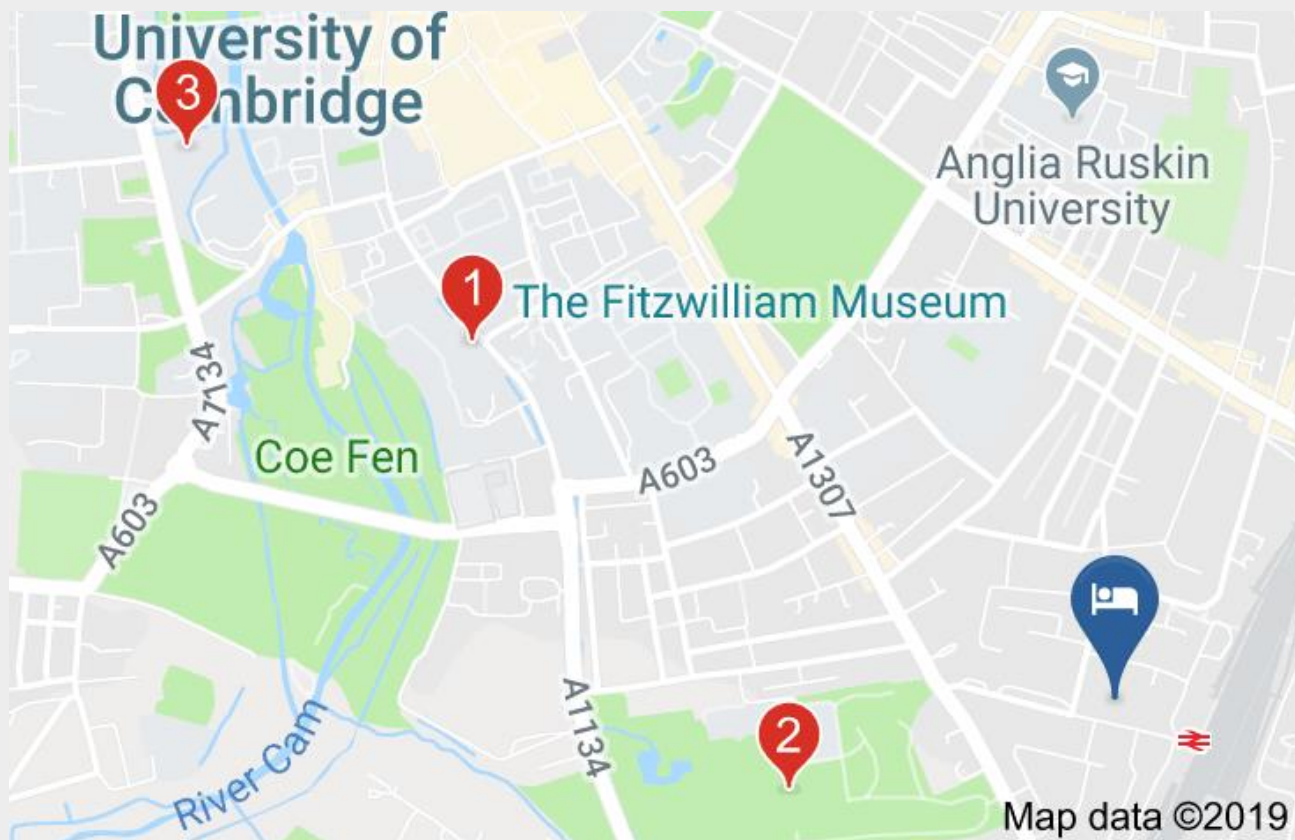 University of
Cambridge
3
Anglia Ruskin
University
1
The Fitzwilliam Museum
A1134
Coe Fen
A603
A603
A1307
A1134
2
River Cam
Map data ©2019